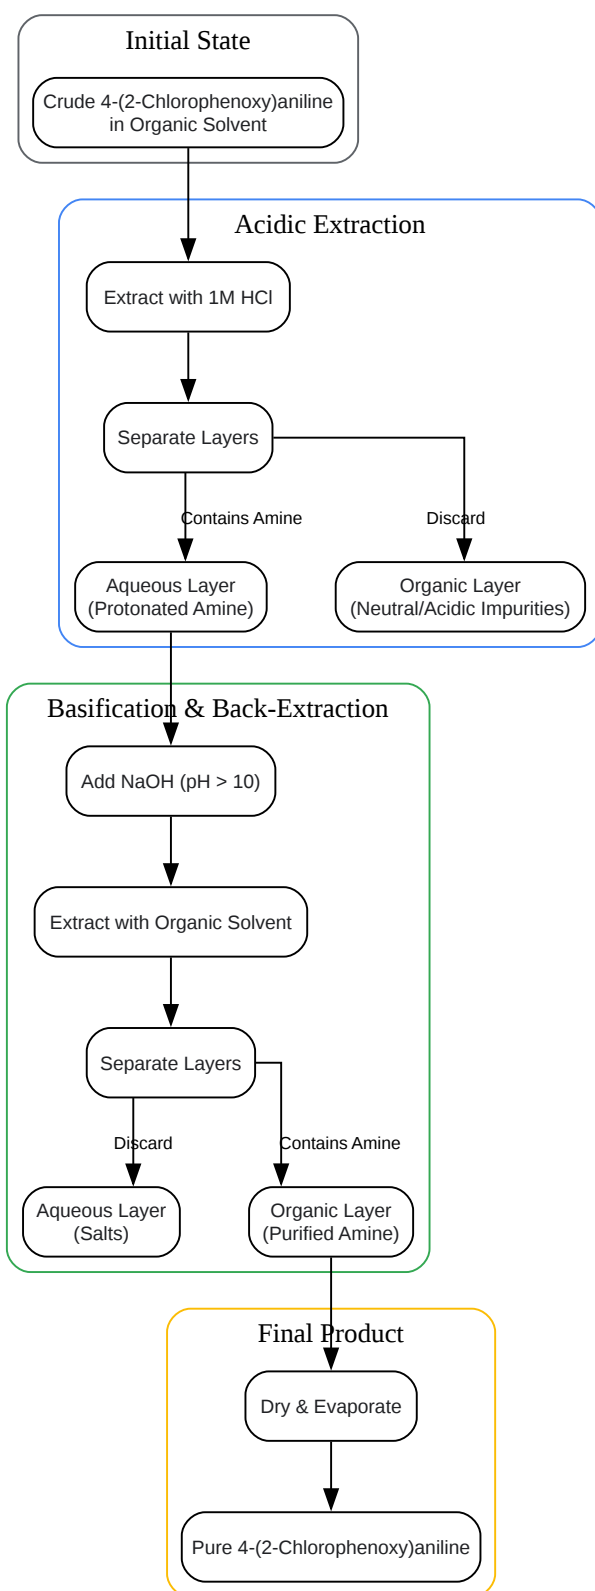 Initial State
Crude 4-(2-Chlorophenoxy)aniline
in Organic Solvent
Acidic Extraction
Extract with 1M HCl
Separate Layers
Contains Amine
Discard
Aqueous Layer
(Protonated Amine)
Organic Layer
(Neutral/Acidic Impurities)
Basification & Back-Extraction
Add NaOH (pH > 10)
Extract with Organic Solvent
Separate Layers
Discard
Contains Amine
Aqueous Layer
(Salts)
Organic Layer
(Purified Amine)
Final Product
Dry & Evaporate
Pure 4-(2-Chlorophenoxy)aniline